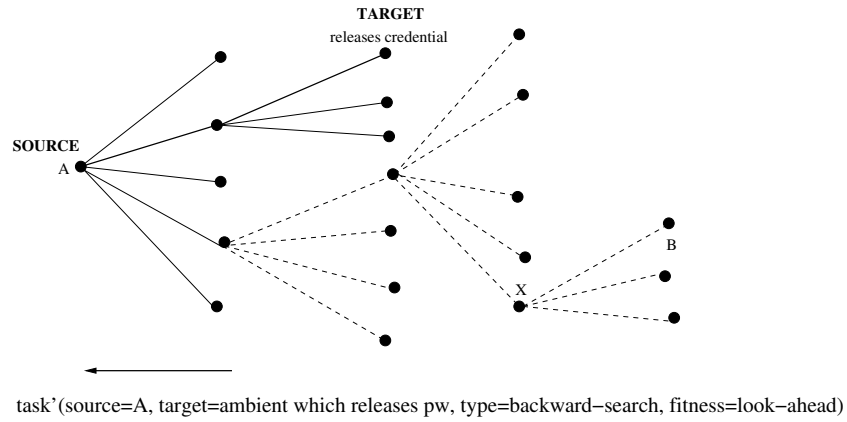 TARGET
releases credential
SOURCE
A
B
X
task'(source=A, target=ambient which releases pw, type=backward−search, fitness=look−ahead)